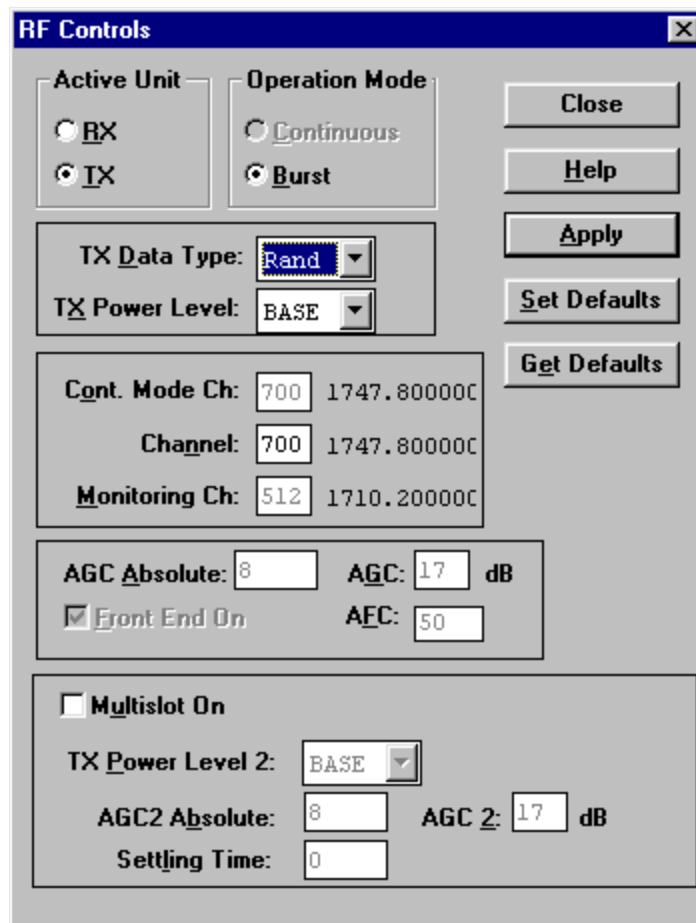 RF Controls
Active Unit
RX
TX
Operation Mode
Continuous
Burst
Close
Help
Apply
Set Defaults
Get Defaults
TX Data Type: Rand
TX Power Level: BASE
Cont. Mode Ch: 700 1747.800000
Channel: 700 1747.800000
Monitoring Ch: 512 1710.200000
AGC Absolute: 8 AGC: 17 dB
Front End On AFC: 50
Multislot On
TX Power Level 2: BASE
AGC2 Absolute: 8 AGC 2: 17 dB
Settling Time: 0